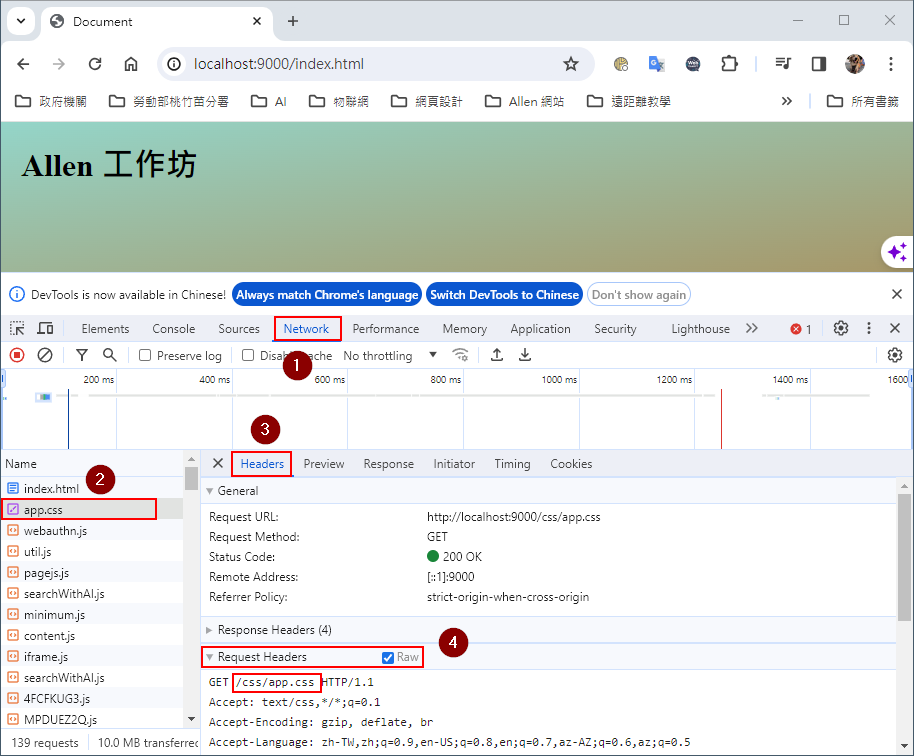 Document
localhost:9000/index.html
政府機關 勞動部桃竹苗分署 AI 物聯網 網頁設計 Allen 網站 遠距離教學 » 所有書籤
Allen 工作坊
DevTools is now available in Chinese! Always match Chrome's language Switch DevTools to Chinese Don't show again
Elements Console Sources Network Performance Memory Application Security Lighthouse » 1
Preserve log Disable cache No throttling
1
200 ms 400 ms 600 ms 800 ms 1000 ms 1200 ms 1400 ms 1600
3
Name Headers Preview Response Initiator Timing Cookies
2
index.html General
app.css Request URL: http://localhost:9000/css/app.css
webauthn.js Request Method: GET
util.js Status Code: 200 OK
pagejs.js Remote Address: [::1]:9000
searchWithAI.js Referrer Policy: strict-origin-when-cross-origin
minimum.js
content.js Response Headers (4)
4
iframe.js Request Headers Raw
searchWithAI.js GET /css/app.css HTTP/1.1
4FCFKUG3.js Accept: text/css,*/*;q=0.1
MPDUEZ2Q.js Accept-Encoding: gzip, deflate, br
139 requests 10.0 MB transferred Accept-Language: zh-TW,zh;q=0.9,en-US;q=0.8,en;q=0.7,az-AZ;q=0.6,az;q=0.5